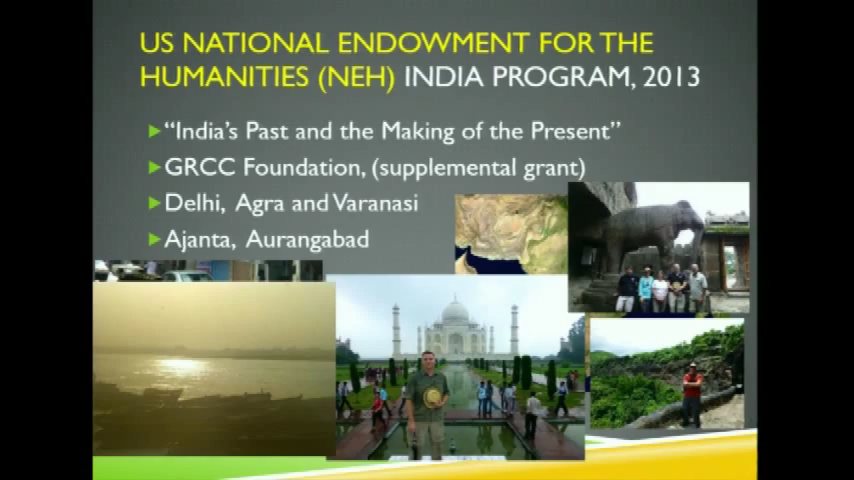 US NATIONAL ENDOWMENT FOR THE
HUMANITIES (NEH) INDIA PROGRAM, 2013
“India’s Past and the Making of the Present”
GRCC Foundation, (supplemental grant)
Delhi, Agra and Varanasi
Ajanta, Aurangabad